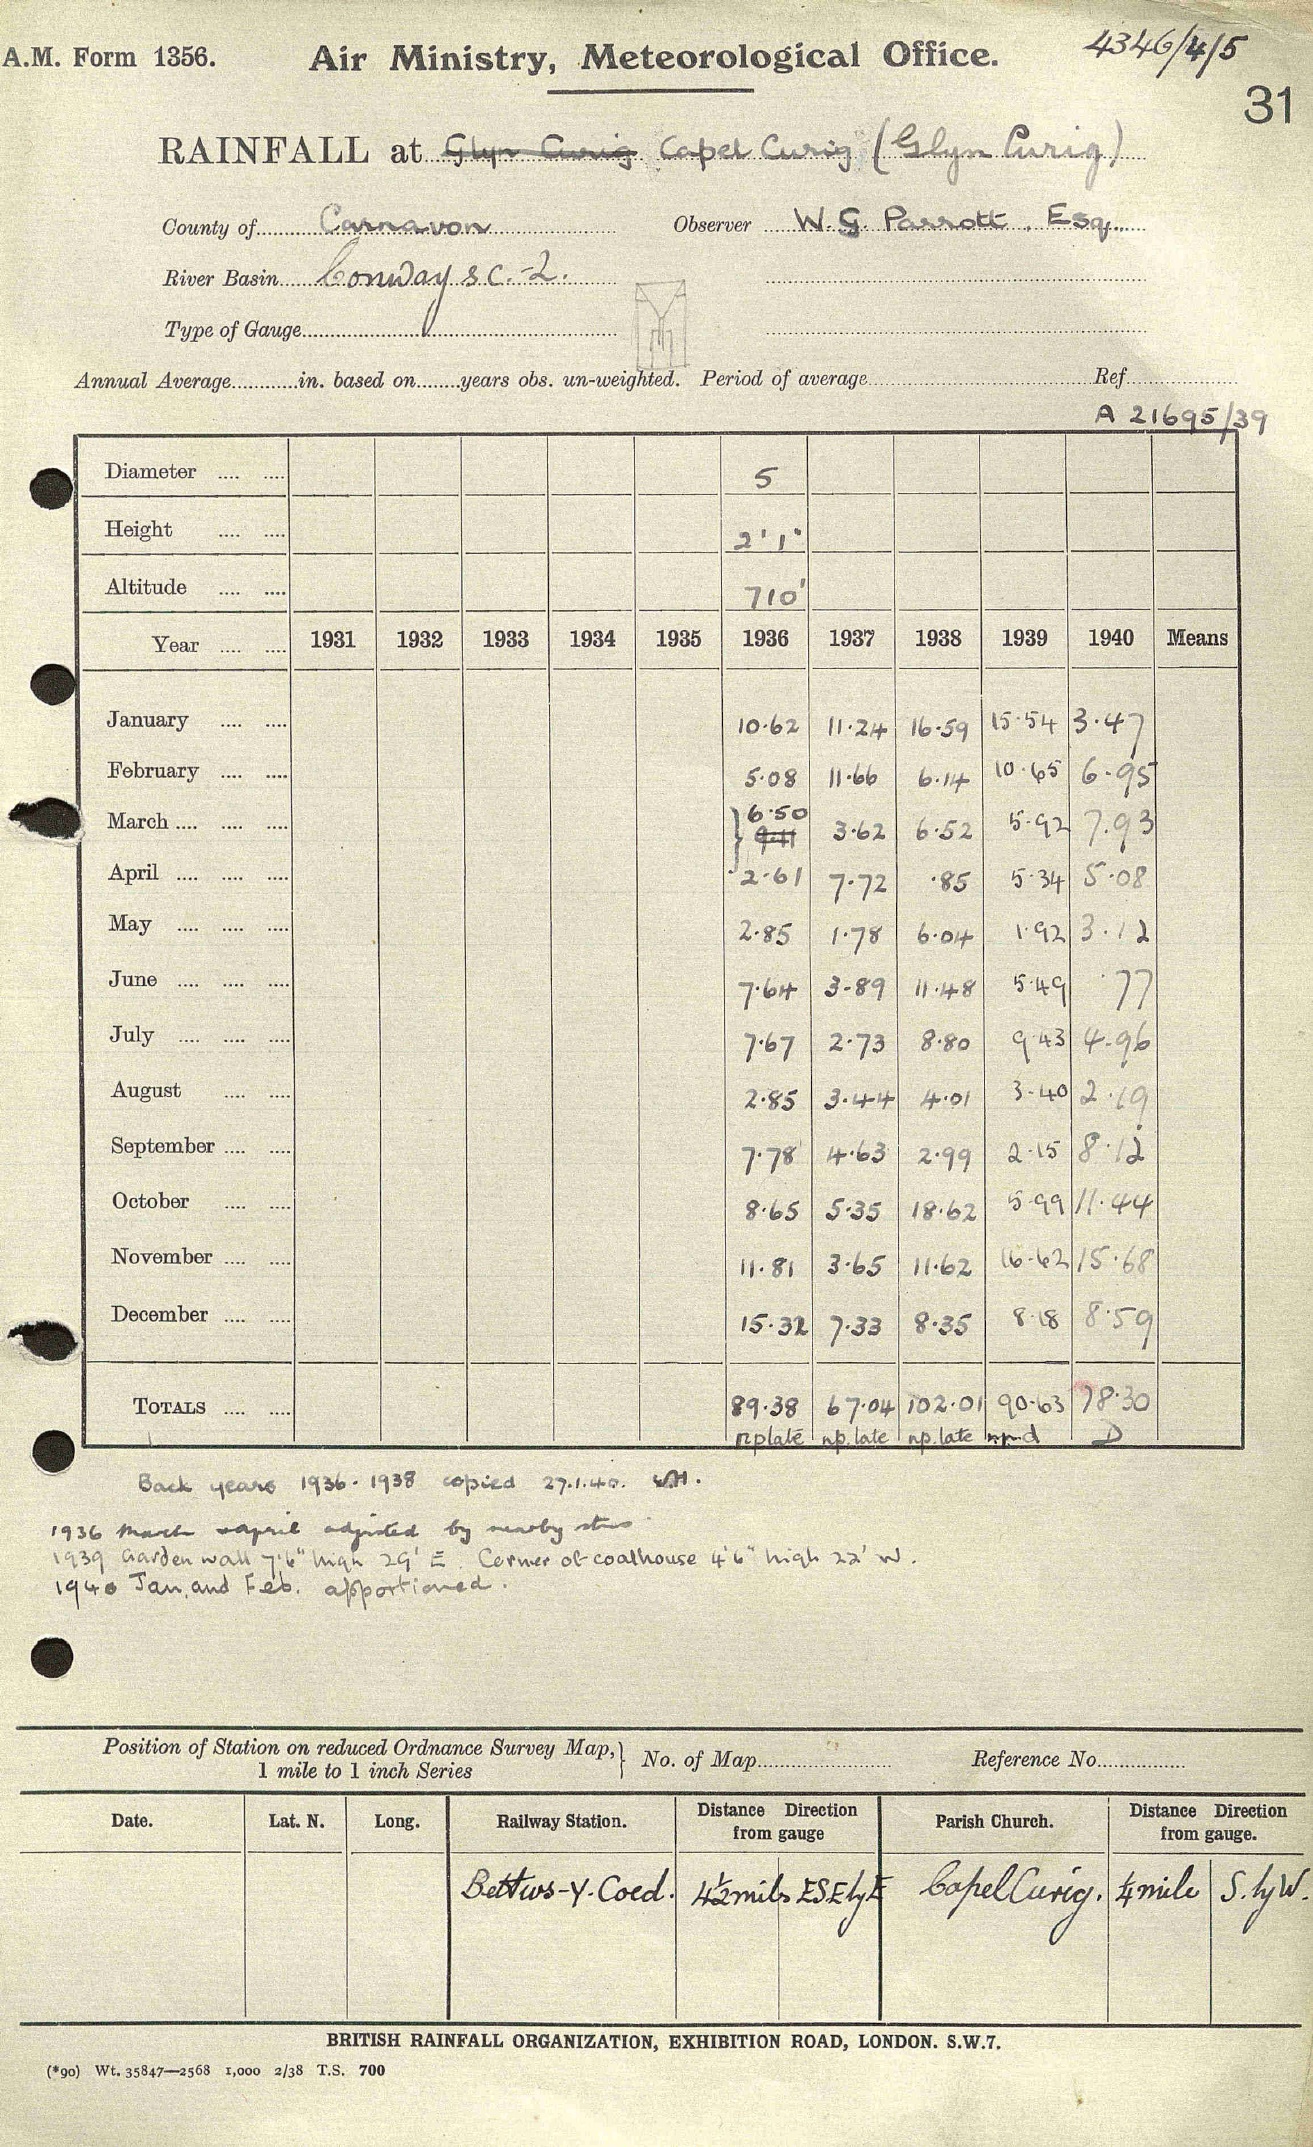 A.M. Form 1356.
Air Ministry, Meteorological Office.
4346/4/5
31
RAINFALL at Glyn Curig Capel Curig (Glyn Curig)
County of Carnavon
Observer W. G. Parrott, Esq.
River Basin Conway s c. -2.
Type of Gauge
Annual Average in. based on years obs. un-weighted. Period of average Ref
A 21695/39
Diameter 5
Height 2' 1"
Altitude 710'
Year 1931 1932 1933 1934 1935 1936 1937 1938 1939 1940 Means
January 10.62 11.24 16.59 15.54 3.47
February 5.08 11.66 6.14 10.65 6.95
March 6.50 9.11 3.62 6.52 5.92 7.93
April 2.61 7.72 .85 5.34 5.08
May 2.85 1.78 6.04 1.92 3.12
June 7.64 3.89 11.48 5.49 .77
July 7.67 2.73 8.80 9.43 4.96
August 2.85 3.44 4.01 3.40 2.19
September 7.78 4.63 2.99 2.15 8.12
October 8.65 5.35 18.62 5.99 11.44
November 11.81 3.65 11.62 16.62 15.68
December 15.32 7.33 8.35 8.18 8.59
TOTALS 89.38 67.04 102.01 90.63 78.30
np late np. late np. late d D
Back years 1936-1938 copied 27.1.40.
1936 March & April adjusted by nearby stns
1939 Garden wall 7'6" high 29' E. Corner of coalhouse 4'6" high 22' W.
1940 Jan. and Feb. apportioned.
Position of Station on reduced Ordnance Survey Map, 1 mile to 1 inch Series
No. of Map
Reference No.
Date. Lat. N. Long. Railway Station. Distance Direction from gauge Parish Church. Distance Direction from gauge.
Bettws-Y-Coed. 4½ mils ESE by E Capel Curig. ¼ mile S. by W.
BRITISH RAINFALL ORGANIZATION, EXHIBITION ROAD, LONDON. S.W.7.
(*90) Wt. 35847—2568 1,000 2/38 T.S. 700